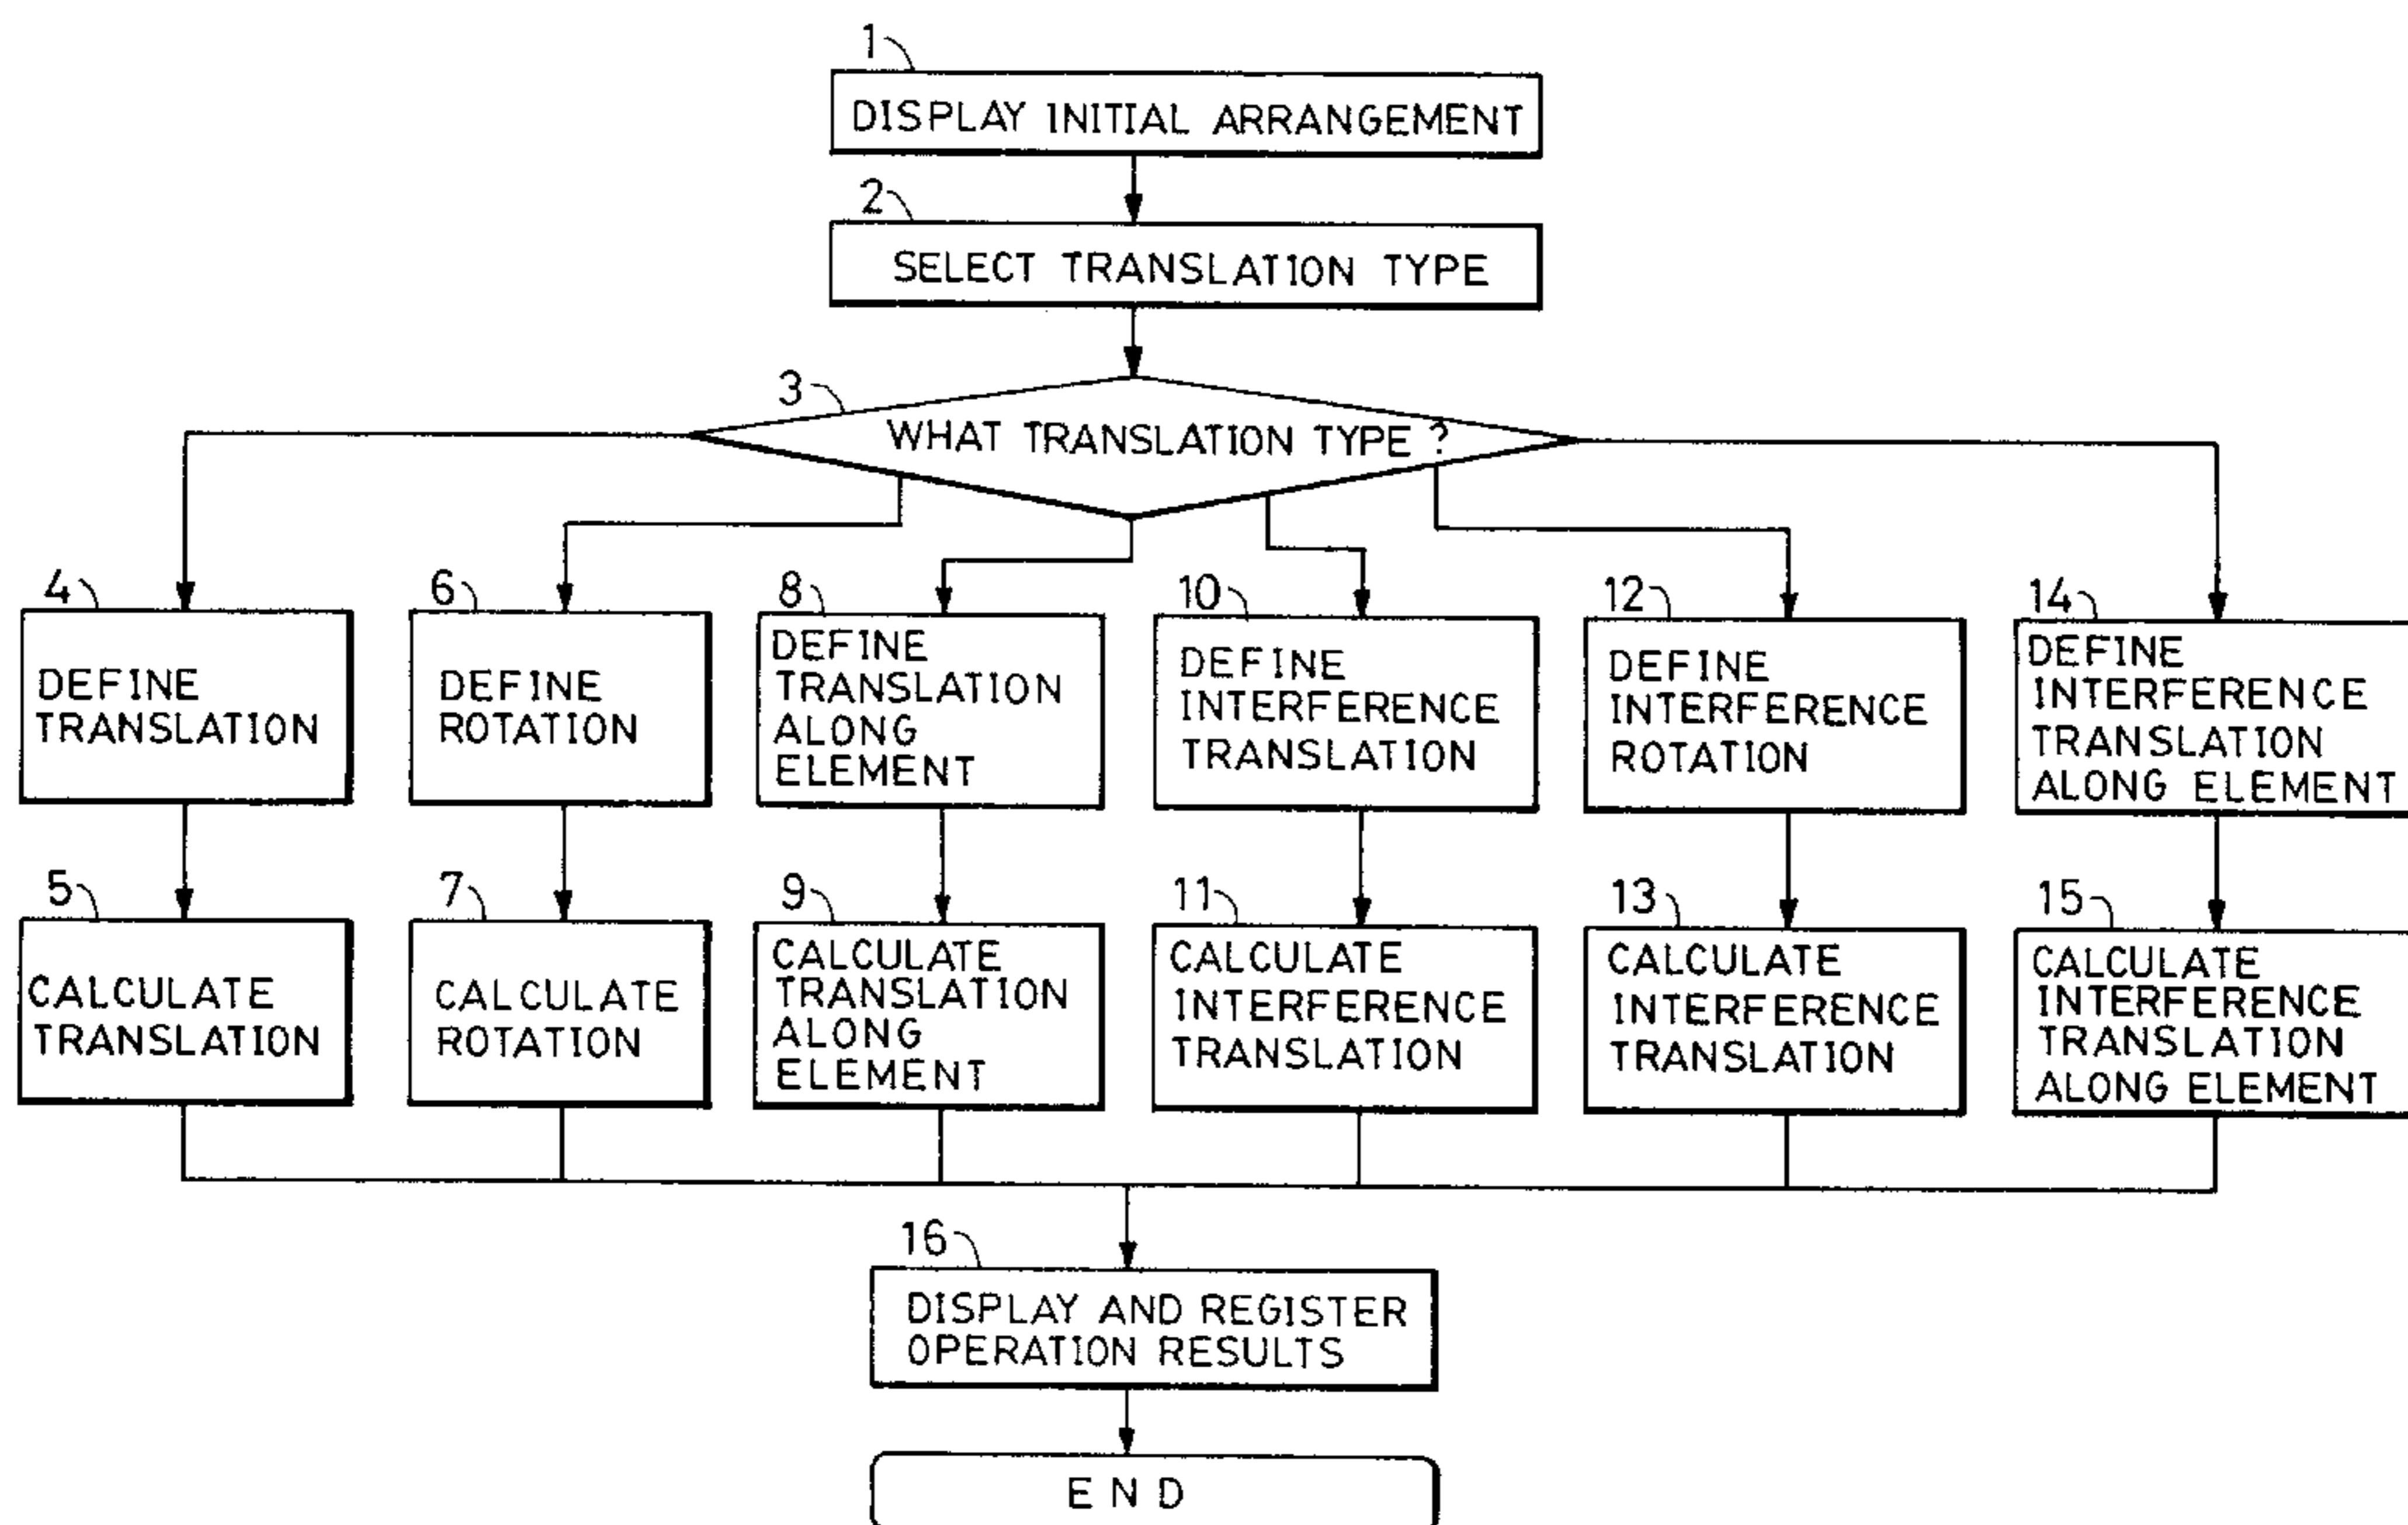 1
DISPLAY INITIAL ARRANGEMENT
2
SELECT TRANSLATION TYPE
3
WHAT TRANSLATION TYPE ?
4
DEFINE
TRANSLATION
6
DEFINE
ROTATION
8
DEFINE
TRANSLATION
ALONG
ELEMENT
10
DEFINE
INTERFERENCE
TRANSLATION
12
DEFINE
INTERFERENCE
ROTATION
14
DEFINE
INTERFERENCE
TRANSLATION
ALONG ELEMENT
5
CALCULATE
TRANSLATION
7
CALCULATE
ROTATION
9
CALCULATE
TRANSLATION
ALONG
ELEMENT
11
CALCULATE
INTERFERENCE
TRANSLATION
13
CALCULATE
INTERFERENCE
TRANSLATION
15
CALCULATE
INTERFERENCE
TRANSLATION
ALONG ELEMENT
16
DISPLAY AND REGISTER
OPERATION RESULTS
END